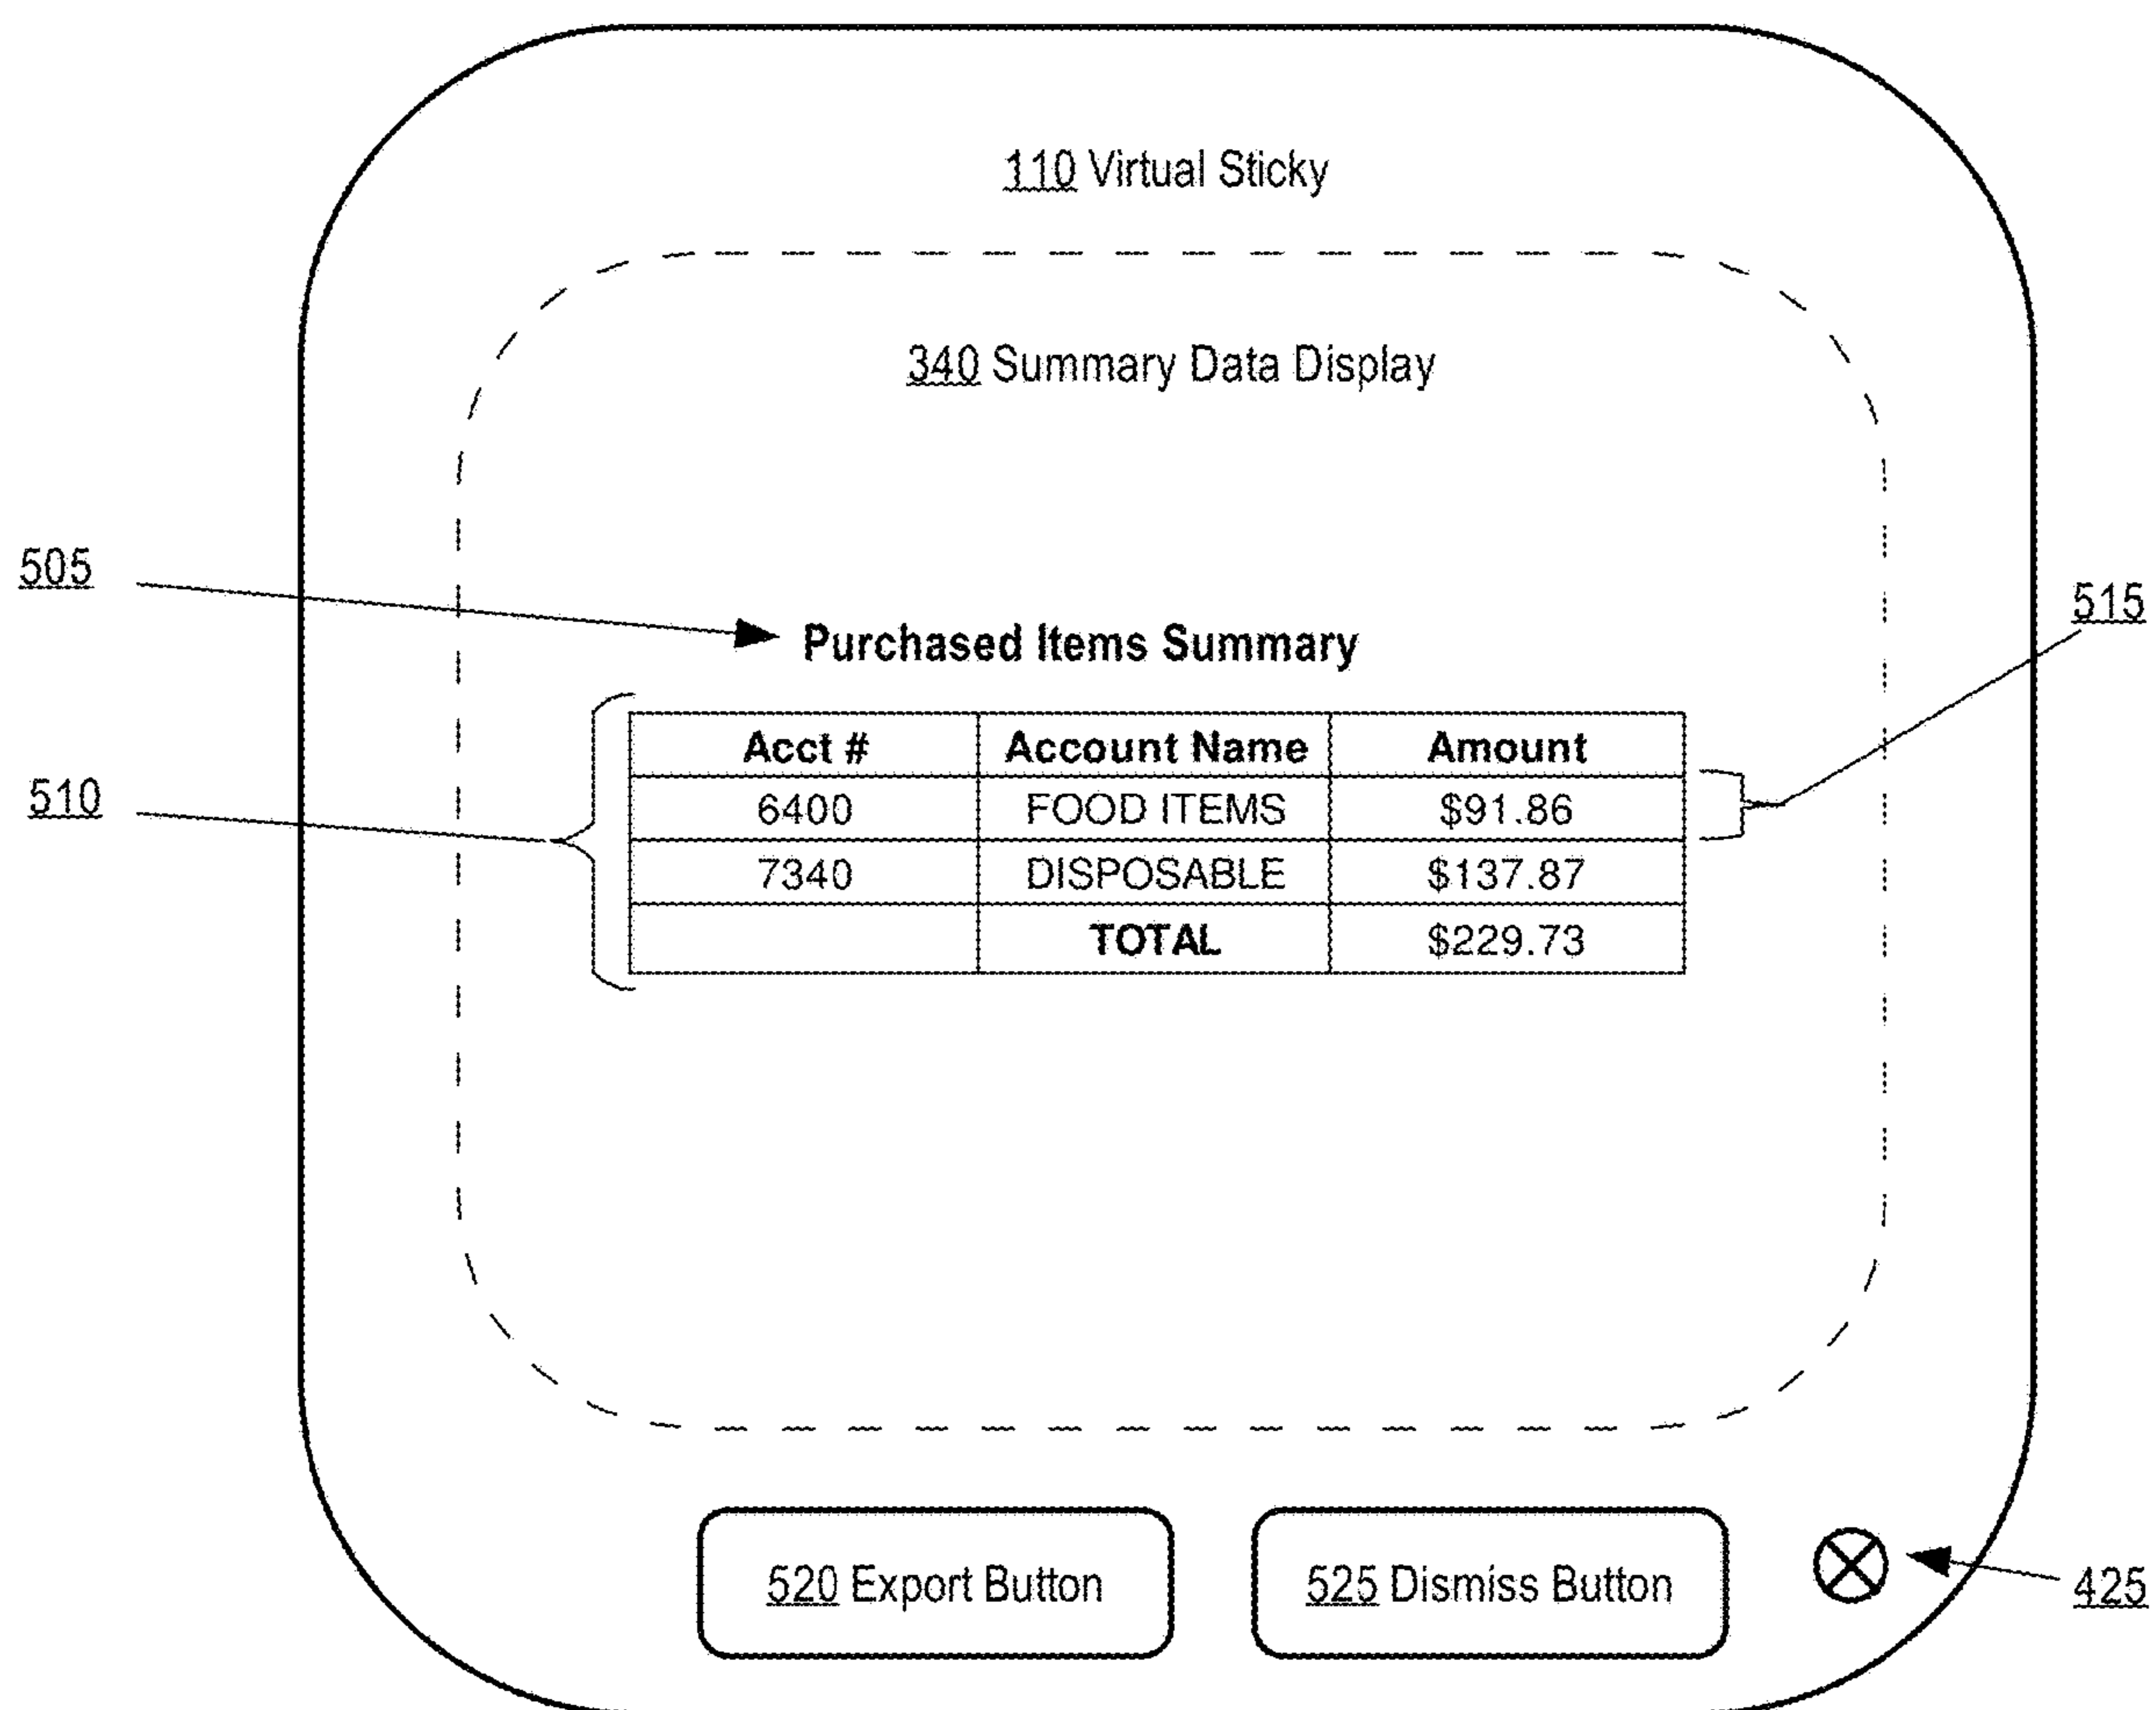 110 Virtual Sticky
340 Summary Data Display
505
515
Purchased Items Summary
Acct # Account Name Amount
510
6400 FOOD ITEMS $91.86
7340 DISPOSABLE $137.87
TOTAL $229.73
520 Export Button 525 Dismiss Button
425